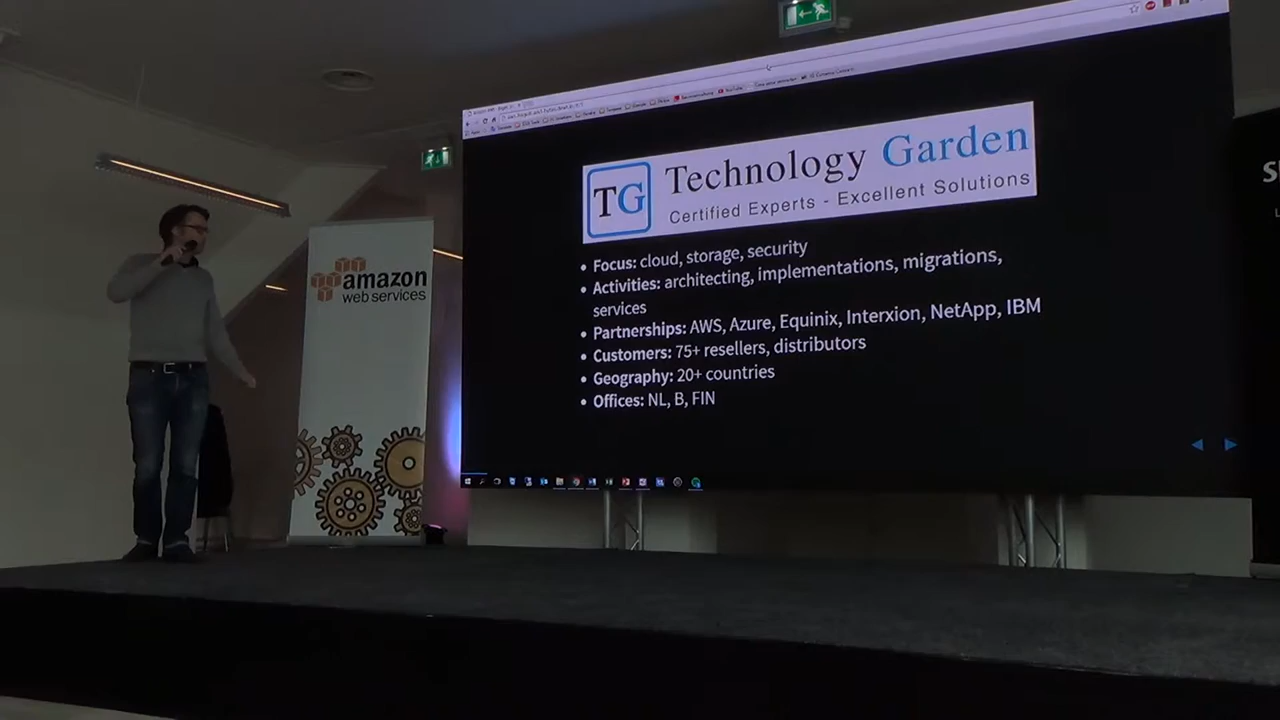 TG
Technology Garden
Certified Experts - Excellent Solutions
• Focus: cloud, storage, security
• Activities: architecting, implementations, migrations,
services
• Partnerships: AWS, Azure, Equinix, Interxion, NetApp, IBM
• Customers: 75+ resellers, distributors
• Geography: 20+ countries
• Offices: NL, B, FIN
amazon
web services